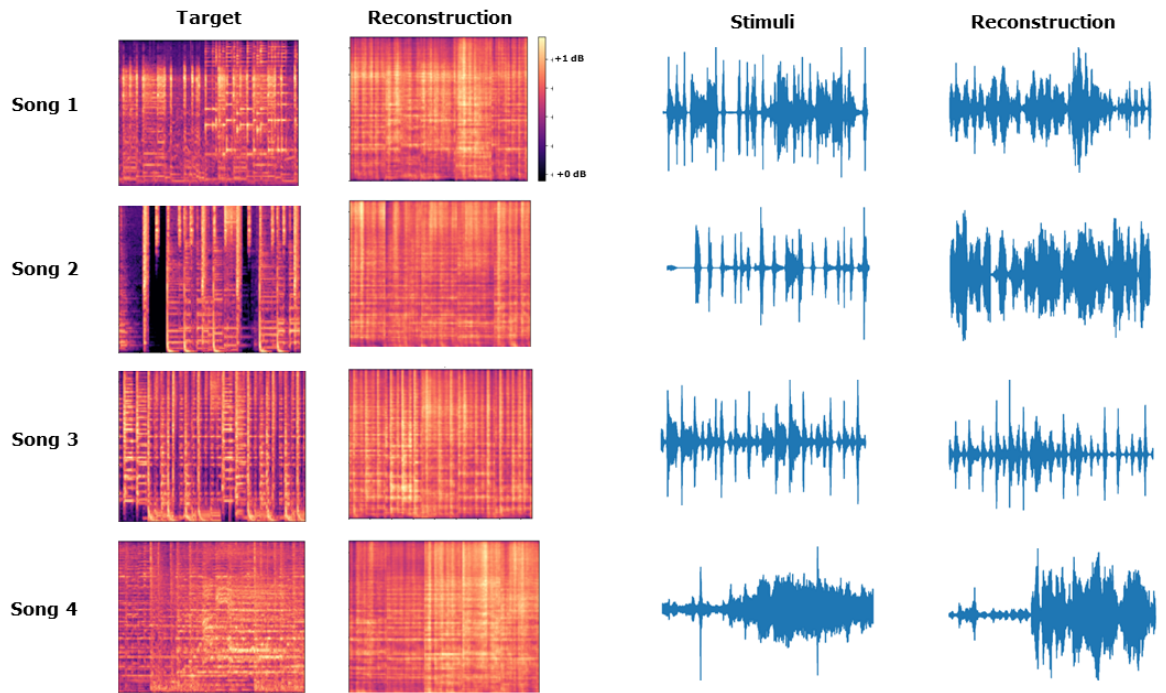 Target
Reconstruction
Stimuli
Reconstruction
+1 dB
Song 1
+0 dB
Song 2
Song 3
Song 4